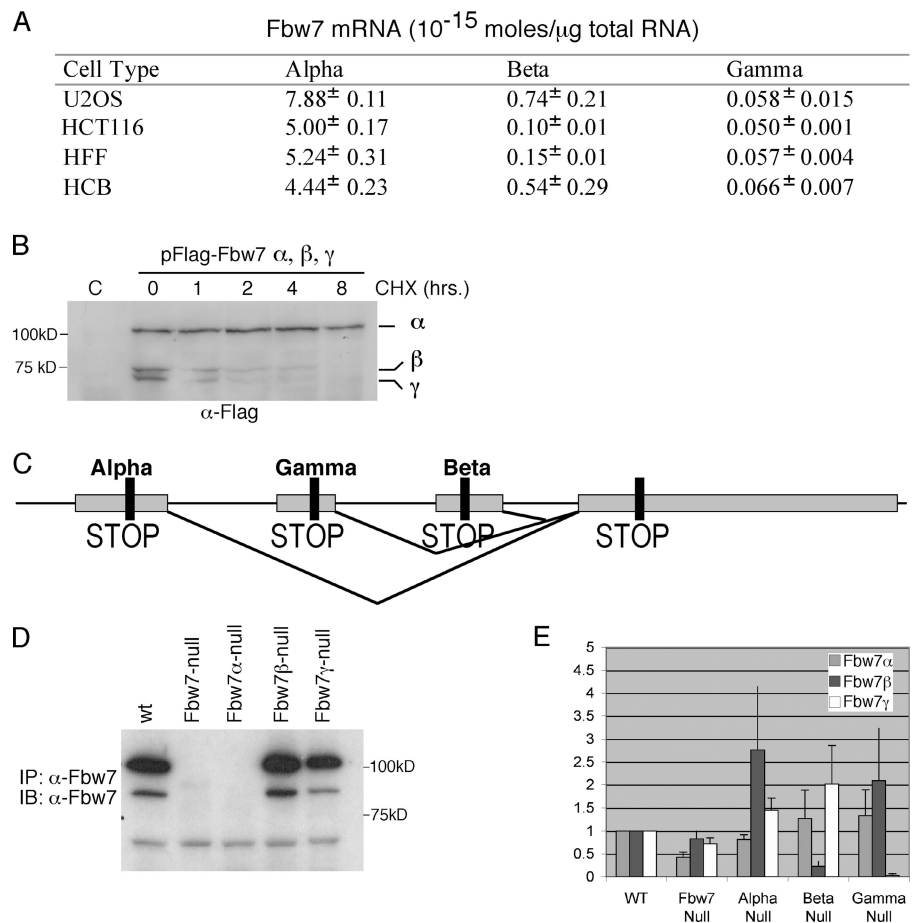 A
Fbw7 mRNA (10-15 moles/µg total RNA)
Cell Type Alpha Beta Gamma
U2OS 7.88± 0.11 0.74± 0.21 0.058± 0.015
HCT116 5.00± 0.17 0.10± 0.01 0.050± 0.001
HFF 5.24± 0.31 0.15± 0.01 0.057± 0.004
HCB 4.44± 0.23 0.54± 0.29 0.066± 0.007
B
pFlag-Fbw7 α, β, γ
C 0 1 2 4 8 CHX (hrs.)
100kD
75 kD
α
β
γ
α-Flag
C
Alpha Gamma Beta
STOP STOP STOP STOP
D
wt Fbw7-null Fbw7α-null Fbw7β-null Fbw7γ-null
IP: α-Fbw7
IB: α-Fbw7
100kD
75kD
E
5
4.5
4
3.5
3
2.5
2
1.5
1
0.5
0
Fbw7α
Fbw7β
Fbw7γ
WT Fbw7 Null Alpha Null Beta Null Gamma Null